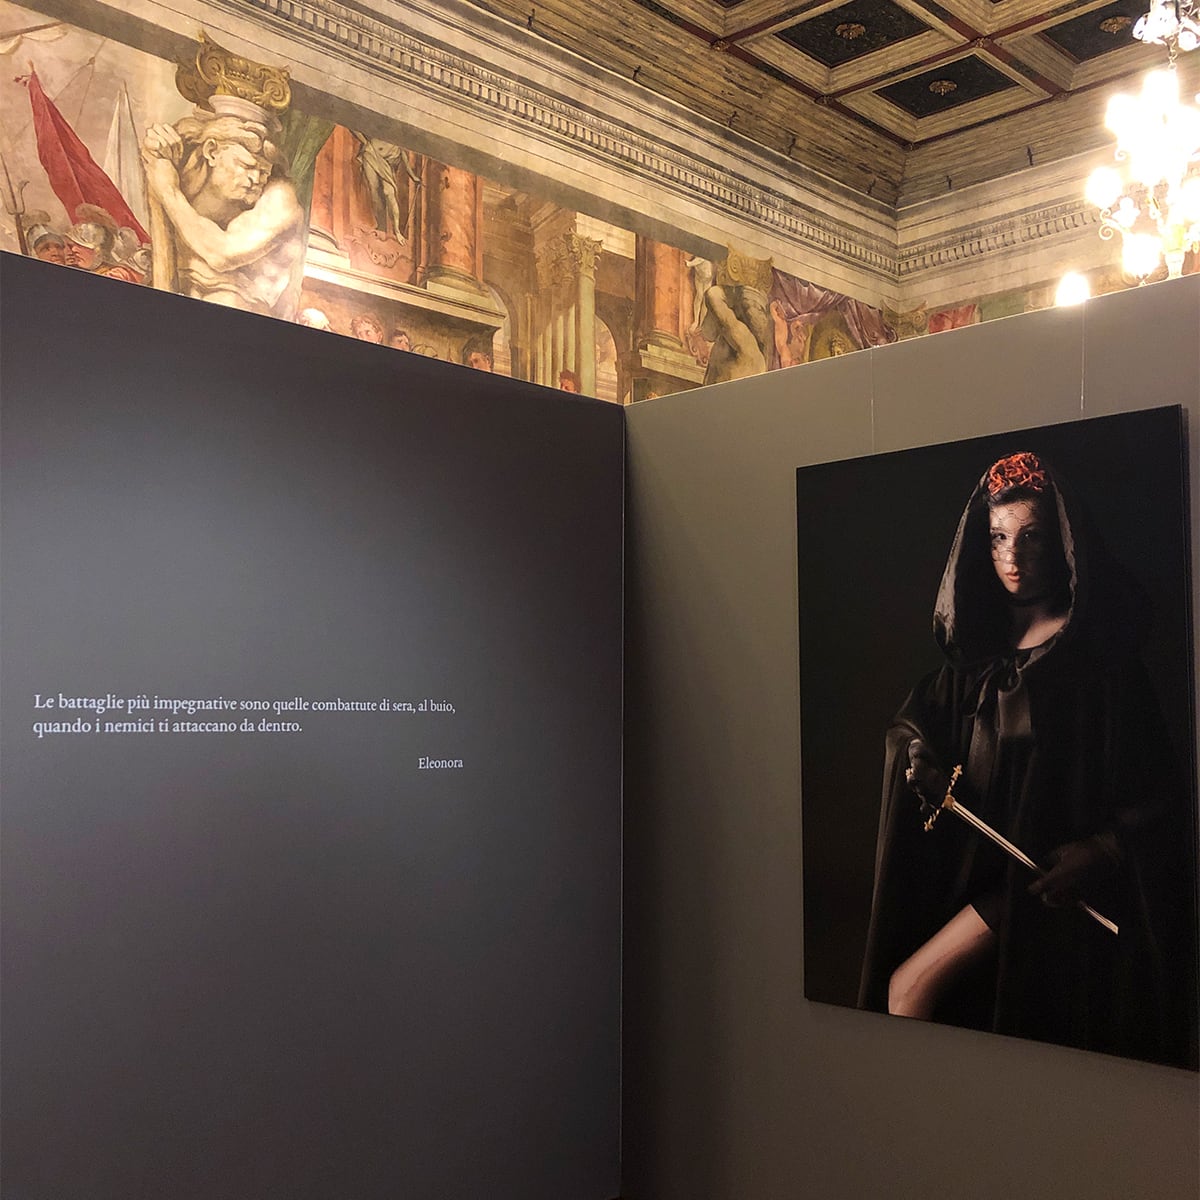 Le battaglie più impegnative sono quelle combattute di sera, al buio,
quando i nemici ti attaccano da dentro.
Eleonora